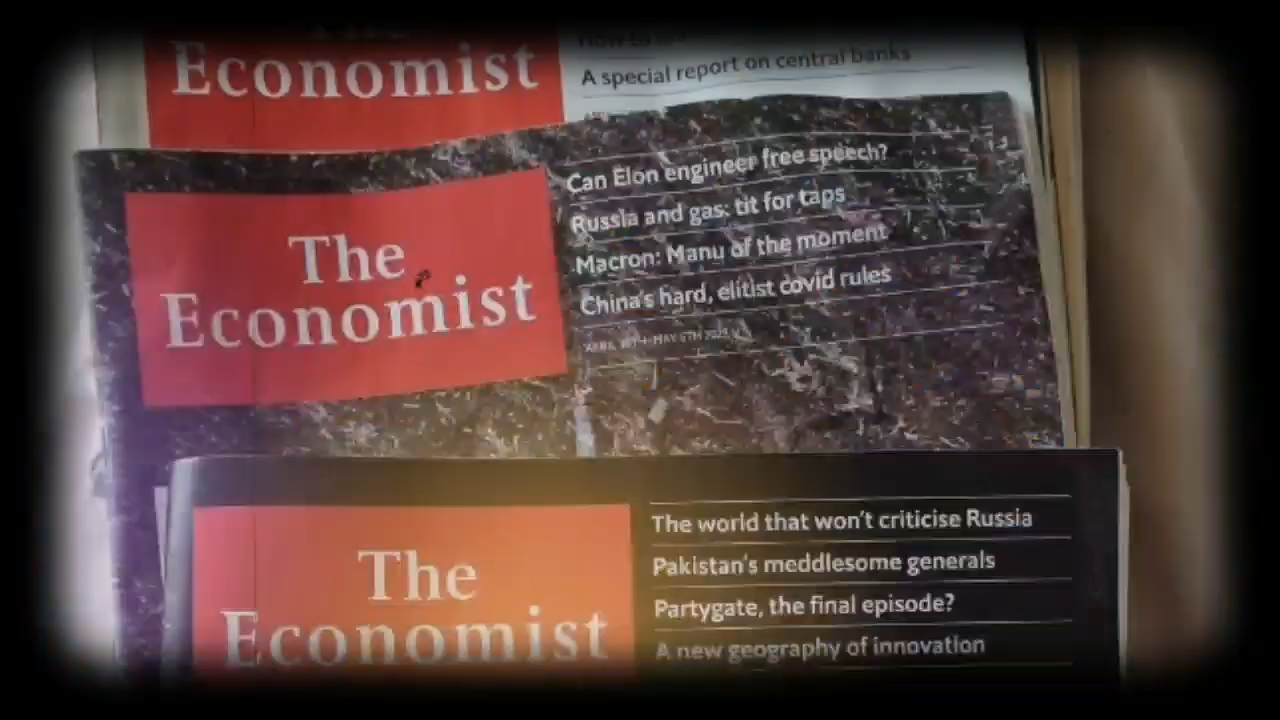 The
Economist
A special report on central banks
The
Economist
Can Elon engineer free speech?
Russia and gas: tit for taps
Macron: Manu of the moment
China's hard, elitist covid rules
The
Economist
The world that won't criticise Russia
Pakistan's meddlesome generals
Partygate, the final episode?
A new geography of innovation